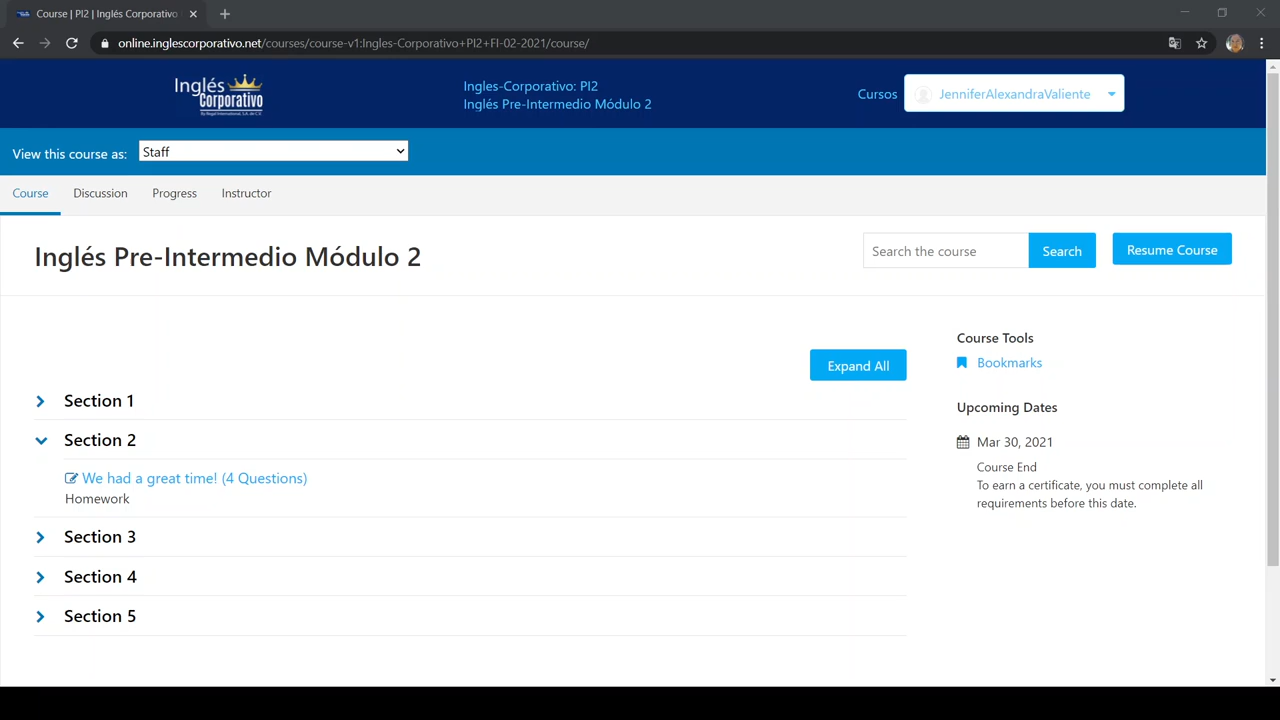 Course | PI2 | Inglés Corporativo
online.inglescorporativo.net/courses/course-v1:Ingles-Corporativo+PI2+FI-02-2021/course/
Inglés
Corporativo
Ingles-Corporativo: PI2
Inglés Pre-Intermedio Módulo 2
Cursos
JenniferAlexandraValiente
View this course as:
Staff
Course
Discussion
Progress
Instructor
Inglés Pre-Intermedio Módulo 2
Search the course
Search
Resume Course
Expand All
Section 1
Section 2
We had a great time! (4 Questions)
Homework
Section 3
Section 4
Section 5
Course Tools
Bookmarks
Upcoming Dates
Mar 30, 2021
Course End
To earn a certificate, you must complete all
requirements before this date.